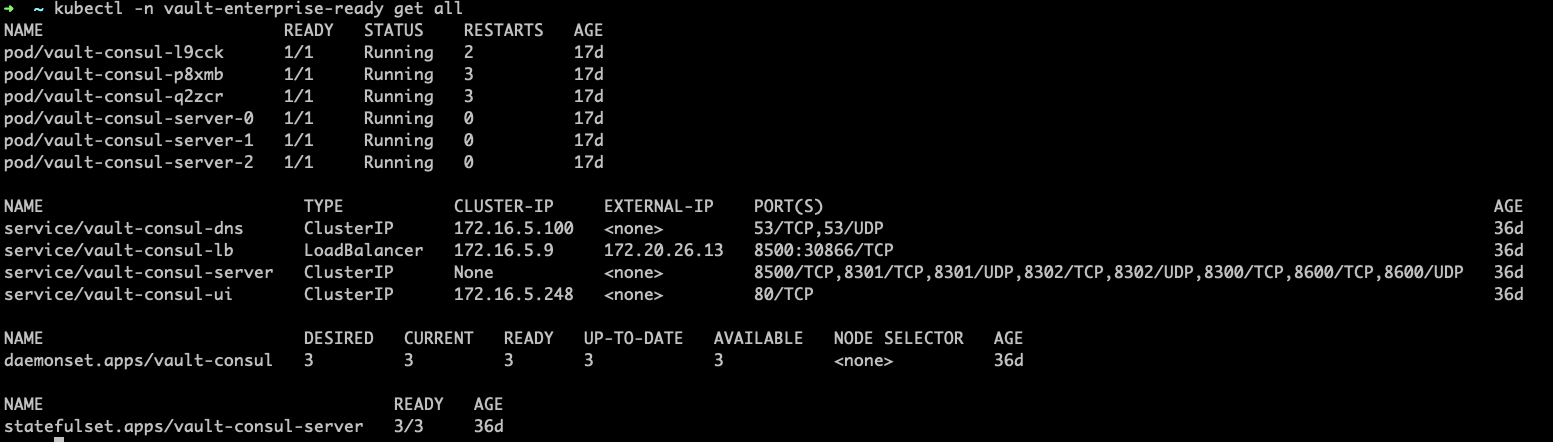 ➜  ~ kubectl -n vault-enterprise-ready get all
NAME                        READY   STATUS    RESTARTS   AGE
pod/vault-consul-l9cck      1/1     Running   2          17d
pod/vault-consul-p8xmb      1/1     Running   3          17d
pod/vault-consul-q2zcr      1/1     Running   3          17d
pod/vault-consul-server-0   1/1     Running   0          17d
pod/vault-consul-server-1   1/1     Running   0          17d
pod/vault-consul-server-2   1/1     Running   0          17d

NAME                          TYPE           CLUSTER-IP     EXTERNAL-IP    PORT(S)                                                                   AGE
service/vault-consul-dns      ClusterIP      172.16.5.100   <none>         53/TCP,53/UDP                                                             36d
service/vault-consul-lb       LoadBalancer   172.16.5.9     172.20.26.13   8500:30866/TCP                                                            36d
service/vault-consul-server   ClusterIP      None           <none>         8500/TCP,8301/TCP,8301/UDP,8302/TCP,8302/UDP,8300/TCP,8600/TCP,8600/UDP   36d
service/vault-consul-ui       ClusterIP      172.16.5.248   <none>         80/TCP                                                                    36d

NAME                          DESIRED   CURRENT   READY   UP-TO-DATE   AVAILABLE   NODE SELECTOR   AGE
daemonset.apps/vault-consul   3         3         3       3            3           <none>          36d

NAME                                   READY   AGE
statefulset.apps/vault-consul-server   3/3     36d